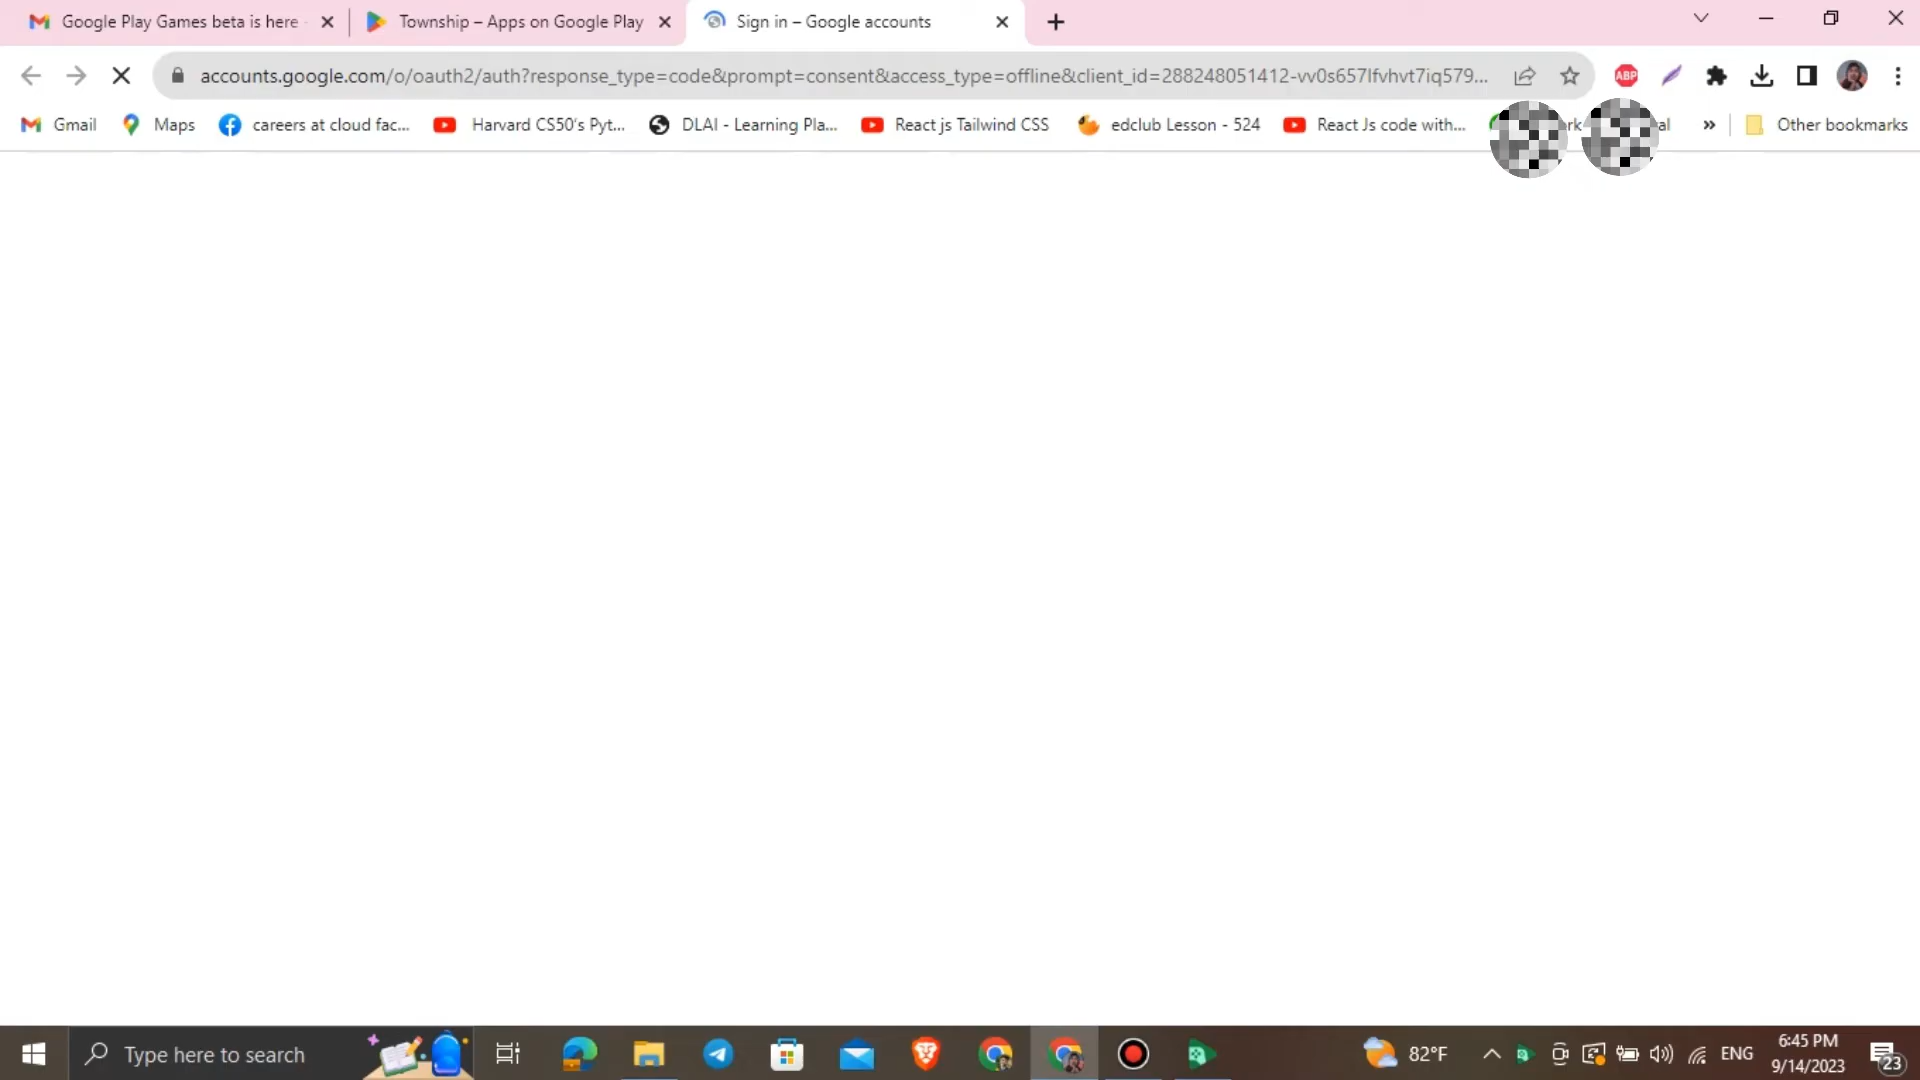 Google Play Games beta is here
Township – Apps on Google Play
Sign in – Google accounts
accounts.google.com/o/oauth2/auth?response_type=code&prompt=consent&access_type=offline&client_id=288248051412-vv0s657lfvhvt7iq579...
ABP
Gmail
Maps
careers at cloud fac...
Harvard CS50's Pyt...
DLAI - Learning Pla...
React js Tailwind CSS
edclub Lesson - 524
React Js code with...
»
Other bookmarks
Type here to search
82°F
ENG
6:45 PM
9/14/2023
23